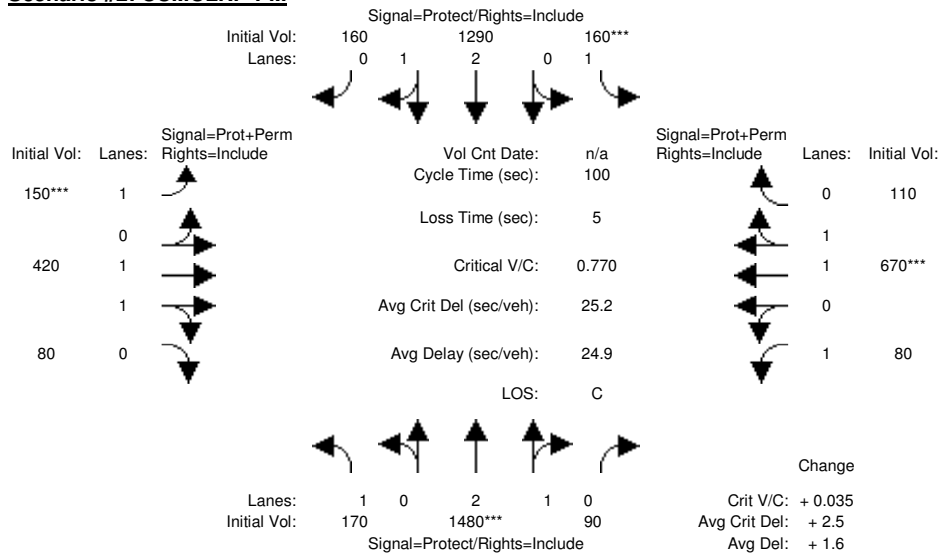 Signal=Protect/Rights=Include
Initial Vol: 160 1290 160***
Lanes: 0 1 2 0 1
Signal=Prot+Perm Signal=Prot+Perm
Initial Vol: Lanes: Rights=Include Vol Cnt Date: n/a Rights=Include Lanes: Initial Vol:
Cycle Time (sec): 100
150*** 1 0 110
Loss Time (sec): 5
0 1
420 1 Critical V/C: 0.770 1 670***
1 Avg Crit Del (sec/veh): 25.2 0
80 0 Avg Delay (sec/veh): 24.9 1 80
LOS: C
Change
Lanes: 1 0 2 1 0 Crit V/C: + 0.035
Initial Vol: 170 1480*** 90 Avg Crit Del: + 2.5
Signal=Protect/Rights=Include Avg Del: + 1.6